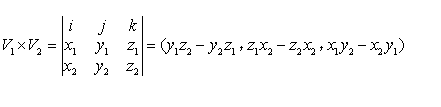 V₁×V₂ = | i j k ; x₁ y₁ z₁ ; x₂ y₂ z₂ | = (y₁z₂ − y₂z₁ , z₁x₂ − z₂x₂ , x₁y₂ − x₂y₁)